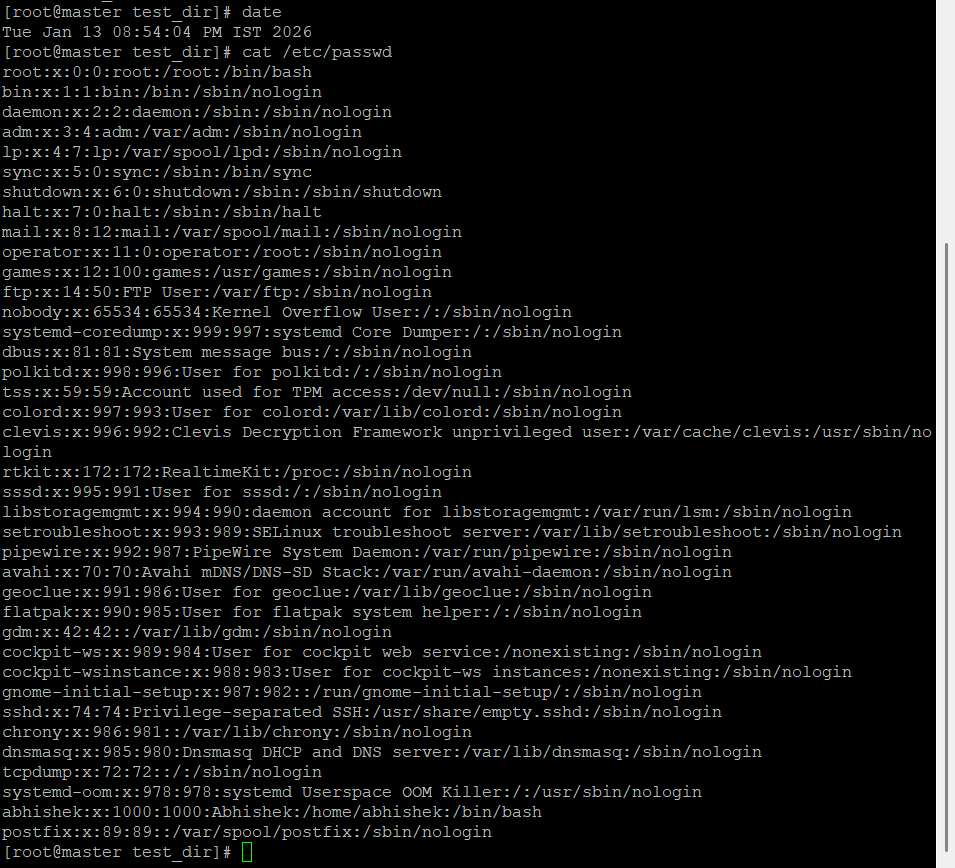 [root@master test_dir]# date
Tue Jan 13 08:54:04 PM IST 2026
[root@master test_dir]# cat /etc/passwd
root:x:0:0:root:/root:/bin/bash
bin:x:1:1:bin:/bin:/sbin/nologin
daemon:x:2:2:daemon:/sbin:/sbin/nologin
adm:x:3:4:adm:/var/adm:/sbin/nologin
lp:x:4:7:lp:/var/spool/lpd:/sbin/nologin
sync:x:5:0:sync:/sbin:/bin/sync
shutdown:x:6:0:shutdown:/sbin:/sbin/shutdown
halt:x:7:0:halt:/sbin:/sbin/halt
mail:x:8:12:mail:/var/spool/mail:/sbin/nologin
operator:x:11:0:operator:/root:/sbin/nologin
games:x:12:100:games:/usr/games:/sbin/nologin
ftp:x:14:50:FTP User:/var/ftp:/sbin/nologin
nobody:x:65534:65534:Kernel Overflow User:/:/sbin/nologin
systemd-coredump:x:999:997:systemd Core Dumper:/:/sbin/nologin
dbus:x:81:81:System message bus:/:/sbin/nologin
polkitd:x:998:996:User for polkitd:/:/sbin/nologin
tss:x:59:59:Account used for TPM access:/dev/null:/sbin/nologin
colord:x:997:993:User for colord:/var/lib/colord:/sbin/nologin
clevis:x:996:992:Clevis Decryption Framework unprivileged user:/var/cache/clevis:/usr/sbin/no
login
rtkit:x:172:172:RealtimeKit:/proc:/sbin/nologin
sssd:x:995:991:User for sssd:/:/sbin/nologin
libstoragemgmt:x:994:990:daemon account for libstoragemgmt:/var/run/lsm:/sbin/nologin
setroubleshoot:x:993:989:SELinux troubleshoot server:/var/lib/setroubleshoot:/sbin/nologin
pipewire:x:992:987:PipeWire System Daemon:/var/run/pipewire:/sbin/nologin
avahi:x:70:70:Avahi mDNS/DNS-SD Stack:/var/run/avahi-daemon:/sbin/nologin
geoclue:x:991:986:User for geoclue:/var/lib/geoclue:/sbin/nologin
flatpak:x:990:985:User for flatpak system helper:/:/sbin/nologin
gdm:x:42:42::/var/lib/gdm:/sbin/nologin
cockpit-ws:x:989:984:User for cockpit web service:/nonexisting:/sbin/nologin
cockpit-wsinstance:x:988:983:User for cockpit-ws instances:/nonexisting:/sbin/nologin
gnome-initial-setup:x:987:982::/run/gnome-initial-setup/:/sbin/nologin
sshd:x:74:74:Privilege-separated SSH:/usr/share/empty.sshd:/sbin/nologin
chrony:x:986:981::/var/lib/chrony:/sbin/nologin
dnsmasq:x:985:980:Dnsmasq DHCP and DNS server:/var/lib/dnsmasq:/sbin/nologin
tcpdump:x:72:72::/:/sbin/nologin
systemd-oom:x:978:978:systemd Userspace OOM Killer:/:/usr/sbin/nologin
abhishek:x:1000:1000:Abhishek:/home/abhishek:/bin/bash
postfix:x:89:89::/var/spool/postfix:/sbin/nologin
[root@master test_dir]#